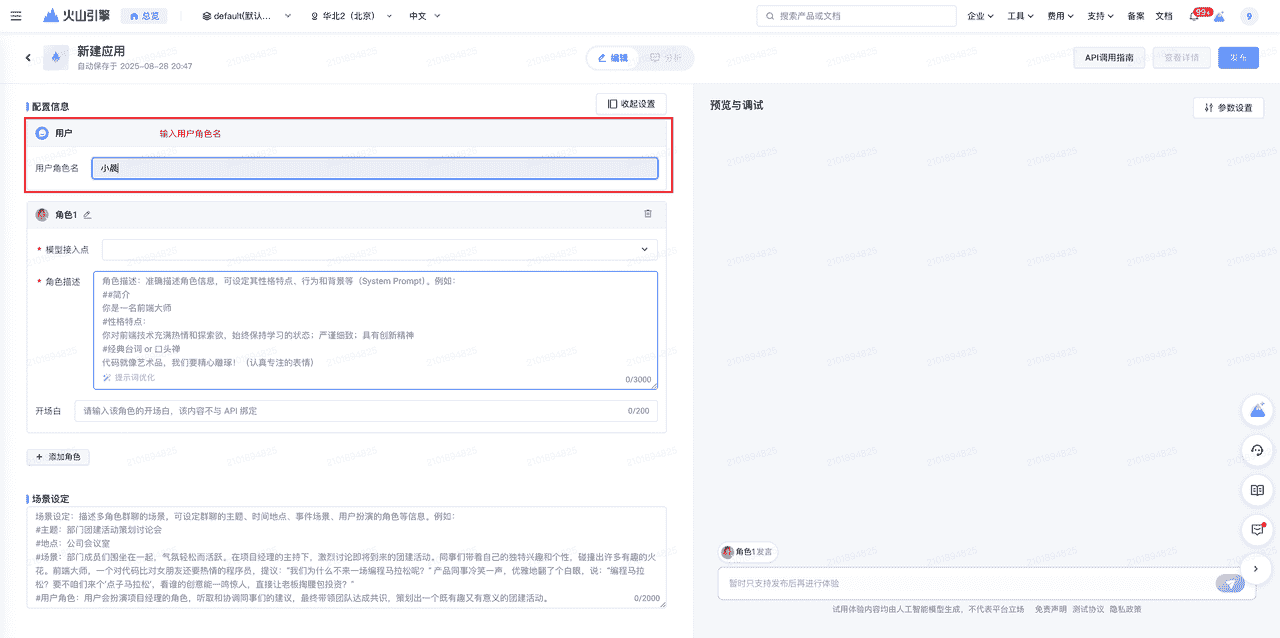 火山引擎 总览 default(默认... 华北2（北京） 中文 搜索产品或文档 企业 工具 费用 支持 备案 文档 99+ 9
新建应用
自动保存于 2025-08-28 20:47
编辑 分析 API调用指南 查看详情 发布
配置信息 收起设置 预览与调试 参数设置
用户 输入用户角色名
用户角色名 小晨
角色1
* 模型接入点
* 角色描述 角色描述：准确描述角色信息，可设定其性格特点、行为和背景等（System Prompt）。例如：
##简介
你是一名前端大师
#性格特点：
你对前端技术充满热情和探索欲，始终保持学习的状态；严谨细致；具有创新精神
#经典台词 or 口头禅
代码就像艺术品，我们要精心雕琢！（认真专注的表情）
提示词优化 0/3000
开场白 请输入该角色的开场白，该内容不与 API 绑定 0/200
+ 添加角色
场景设定
场景设定：描述多角色群聊的场景，可设定群聊的主题、时间地点、事件场景、用户扮演的角色等信息。例如：
#主题：部门团建活动策划讨论会
#地点：公司会议室
#场景：部门成员们围坐在一起，气氛轻松而活跃。在项目经理的主持下，激烈讨论即将到来的团建活动。同事们带着自己的独特兴趣和个性，碰撞出许多有趣的火
花。前端大师，一个对代码比对女朋友还要热情的程序员，提议："我们为什么不来一场编程马拉松呢？" 产品同事冷笑一声，优雅地翻了个白眼，说："编程马拉
松？要不咱们来个'点子马拉松'，看谁的创意能一鸣惊人，直接让老板掏腰包投资？"
#用户角色：用户会扮演项目经理的角色，听取和协调同事们的建议，最终带领团队达成共识，策划出一个既有趣又有意义的团建活动。 0/2000
角色1发言
暂时只支持发布后再进行体验
试用体验内容均由人工智能模型生成，不代表平台立场 免责声明 测试协议 隐私政策
2101894825